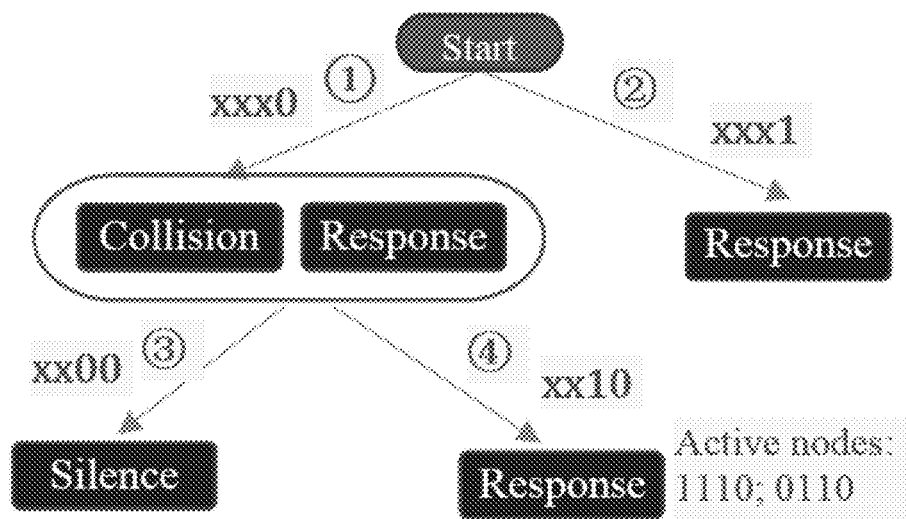 Start
① ②
xxx0
xxx1
Collision Response Response
xx00 ③ ④ xx10
Silence
Response
Active nodes:
1110; 0110